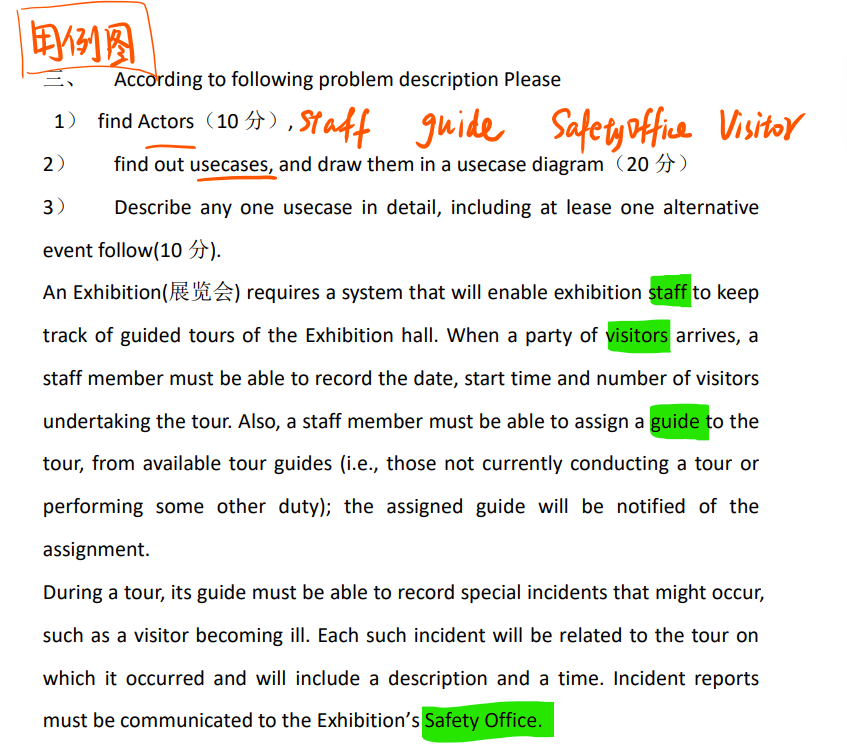 用例图
三、 According to following problem description Please
1） find Actors（10 分）, staff guide Safetyoffice Visitor
2） find out usecases, and draw them in a usecase diagram（20 分）
3） Describe any one usecase in detail, including at lease one alternative
event follow(10 分).
An Exhibition(展览会) requires a system that will enable exhibition staff to keep
track of guided tours of the Exhibition hall. When a party of visitors arrives, a
staff member must be able to record the date, start time and number of visitors
undertaking the tour. Also, a staff member must be able to assign a guide to the
tour, from available tour guides (i.e., those not currently conducting a tour or
performing some other duty); the assigned guide will be notified of the
assignment.
During a tour, its guide must be able to record special incidents that might occur,
such as a visitor becoming ill. Each such incident will be related to the tour on
which it occurred and will include a description and a time. Incident reports
must be communicated to the Exhibition’s Safety Office.